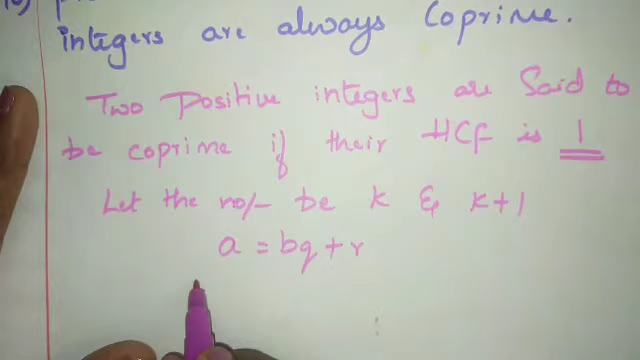 integers are always Coprime.
Two Positive integers are Said to
be coprime if their HCF is 1
Let the no/- be k & k+1
a = bq + r